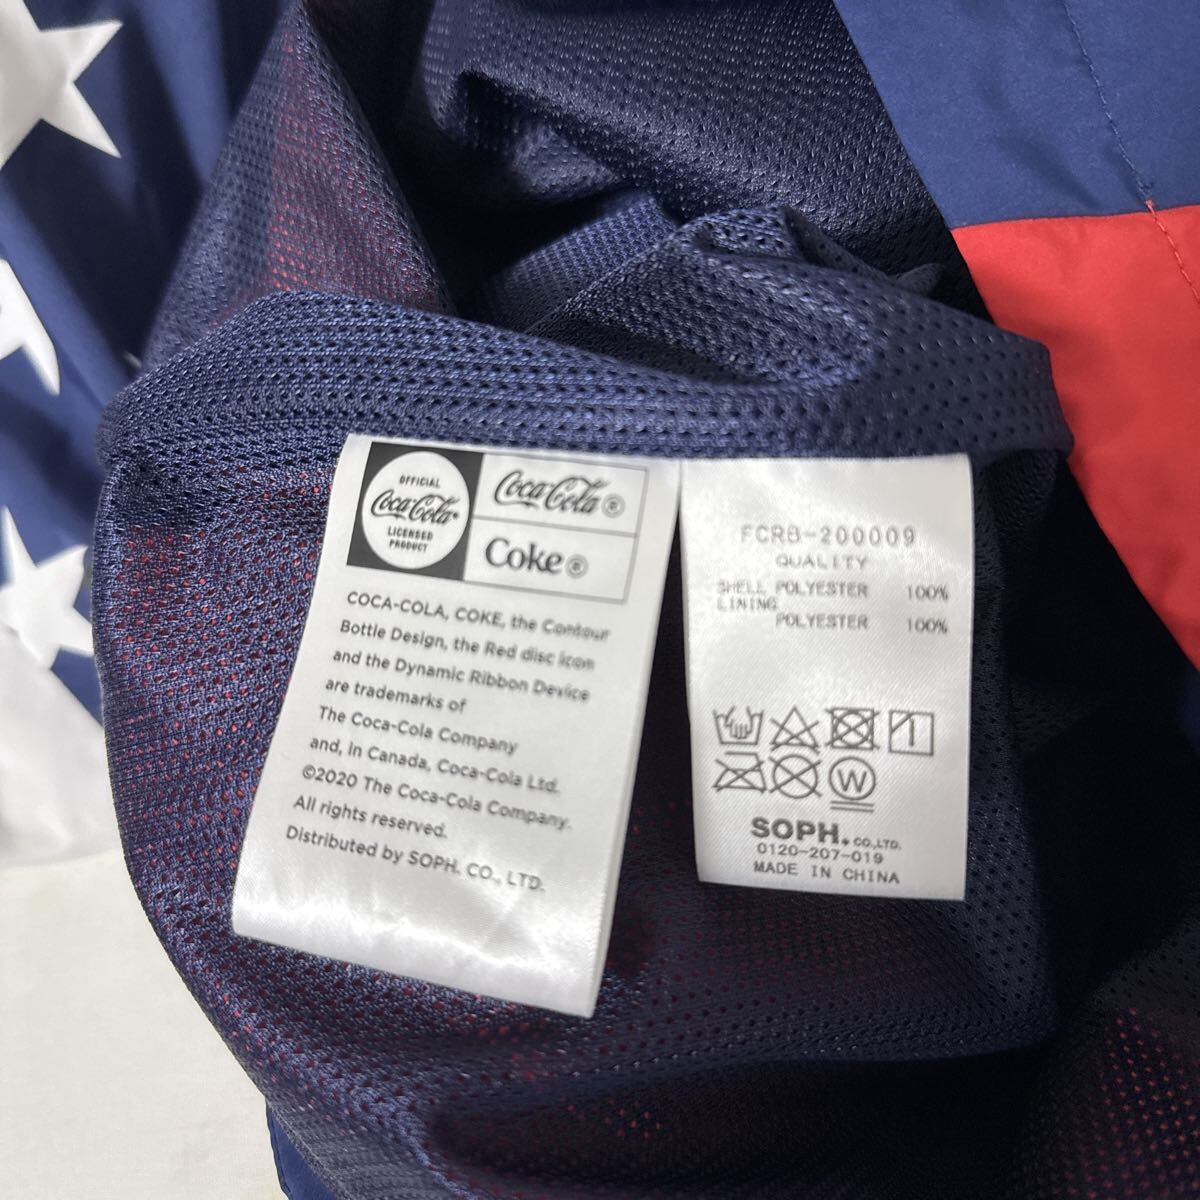 OFFICIAL
Coca-Cola®
LICENSED
PRODUCT
Coca-Cola®
Coke®
COCA-COLA, COKE, the Contour
Bottle Design, the Red disc icon
and the Dynamic Ribbon Device
are trademarks of
The Coca-Cola Company
and, in Canada, Coca-Cola Ltd.
©2020 The Coca-Cola Company.
All rights reserved.
Distributed by SOPH. CO., LTD.
FCRB-200009
QUALITY
SHELL POLYESTER 100%
LINING
POLYESTER 100%
W
SOPH. CO.,LTD.
0120-207-019
MADE IN CHINA